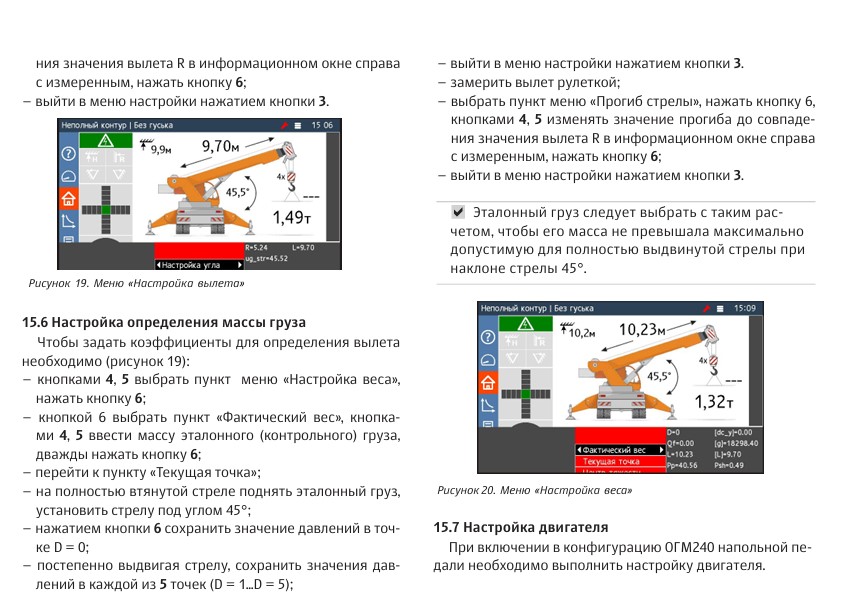 ния значения вылета R в информационном окне справа
с измеренным, нажать кнопку 6;
– выйти в меню настройки нажатием кнопки 3.
Неполный контур | Без гуська 15 06
9,9м
9,70м
45,5°
4x
---
1,49т
R=5.24 L=9.70
ug_str=45.52
Настройка угла
Рисунок 19. Меню «Настройка вылета»
15.6 Настройка определения массы груза
Чтобы задать коэффициенты для определения вылета
необходимо (рисунок 19):
– кнопками 4, 5 выбрать пункт меню «Настройка веса»,
нажать кнопку 6;
– кнопкой 6 выбрать пункт «Фактический вес», кнопка-
ми 4, 5 ввести массу эталонного (контрольного) груза,
дважды нажать кнопку 6;
– перейти к пункту «Текущая точка»;
– на полностью втянутой стреле поднять эталонный груз,
установить стрелу под углом 45°;
– нажатием кнопки 6 сохранить значение давлений в точ-
ке D = 0;
– постепенно выдвигая стрелу, сохранить значения дав-
лений в каждой из 5 точек (D = 1...D = 5);
– выйти в меню настройки нажатием кнопки 3.
– замерить вылет рулеткой;
– выбрать пункт меню «Прогиб стрелы», нажать кнопку 6,
кнопками 4, 5 изменять значение прогиба до совпаде-
ния значения вылета R в информационном окне справа
с измеренным, нажать кнопку 6;
– выйти в меню настройки нажатием кнопки 3.
Эталонный груз следует выбрать с таким рас-
четом, чтобы его масса не превышала максимально
допустимую для полностью выдвинутой стрелы при
наклоне стрелы 45°.
Неполный контур | Без гуська 15:09
10,2м
10,23м
45,5°
4x
---
1,32т
D=0 [dc_y]=0.00
Qf=0.00 [g]=18298.40
L=10.23 [L]=9.70
Pp=40.56 Psh=0.49
Фактический вес
Текущая точка
Рисунок 20. Меню «Настройка веса»
15.7 Настройка двигателя
При включении в конфигурацию ОГМ240 напольной пе-
дали необходимо выполнить настройку двигателя.